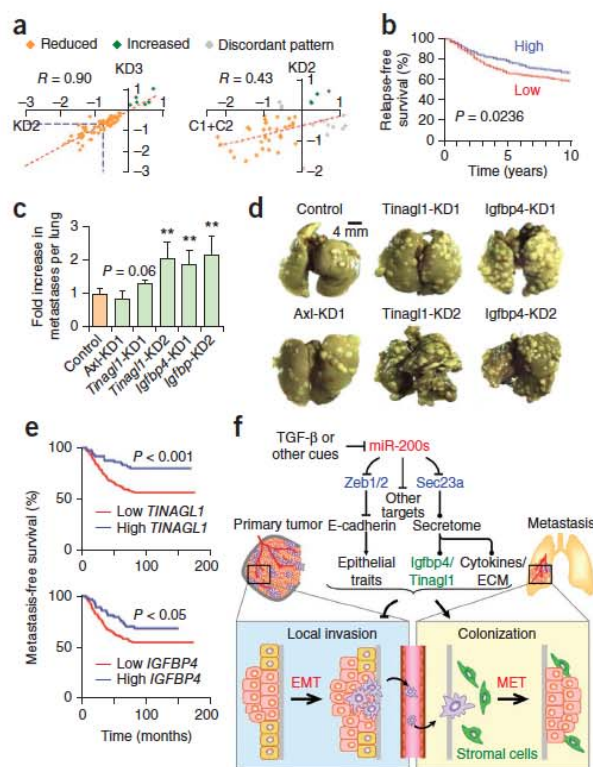 a
Reduced Increased Discordant pattern
R = 0.90
KD3
1
−3 −2 −1 1
KD2
−1
−2
−3
R = 0.43
KD2
1
−2 −1 1
C1+C2
−1
−2
b
Relapse-free
survival (%)
100
80
60
40
20
0
High
Low
P = 0.0236
0 5 10
Time (years)
c
Fold increase in
metastases per lung
3
2
1
0
P = 0.06
**
**
**
Control
Axl-KD1
Tinagl1-KD1
Tinagl1-KD2
Igfbp4-KD1
Igfbp-KD2
d
Control Tinagl1-KD1 Igfbp4-KD1
4 mm
Axl-KD1 Tinagl1-KD2 Igfbp4-KD2
e
Metastasis-free survival (%)
100
50
0
P < 0.001
Low TINAGL1
High TINAGL1
0 100 200
100
50
0
P < 0.05
Low IGFBP4
High IGFBP4
0 100 200
Time (months)
f
TGF-β or
other cues
miR-200s
Zeb1/2
Other
targets
Sec23a
Primary tumor
E-cadherin
Secretome
Metastasis
Epithelial
traits
Igfbp4/
Tinagl1
Cytokines/
ECM
Local invasion
Colonization
EMT
MET
Stromal cells